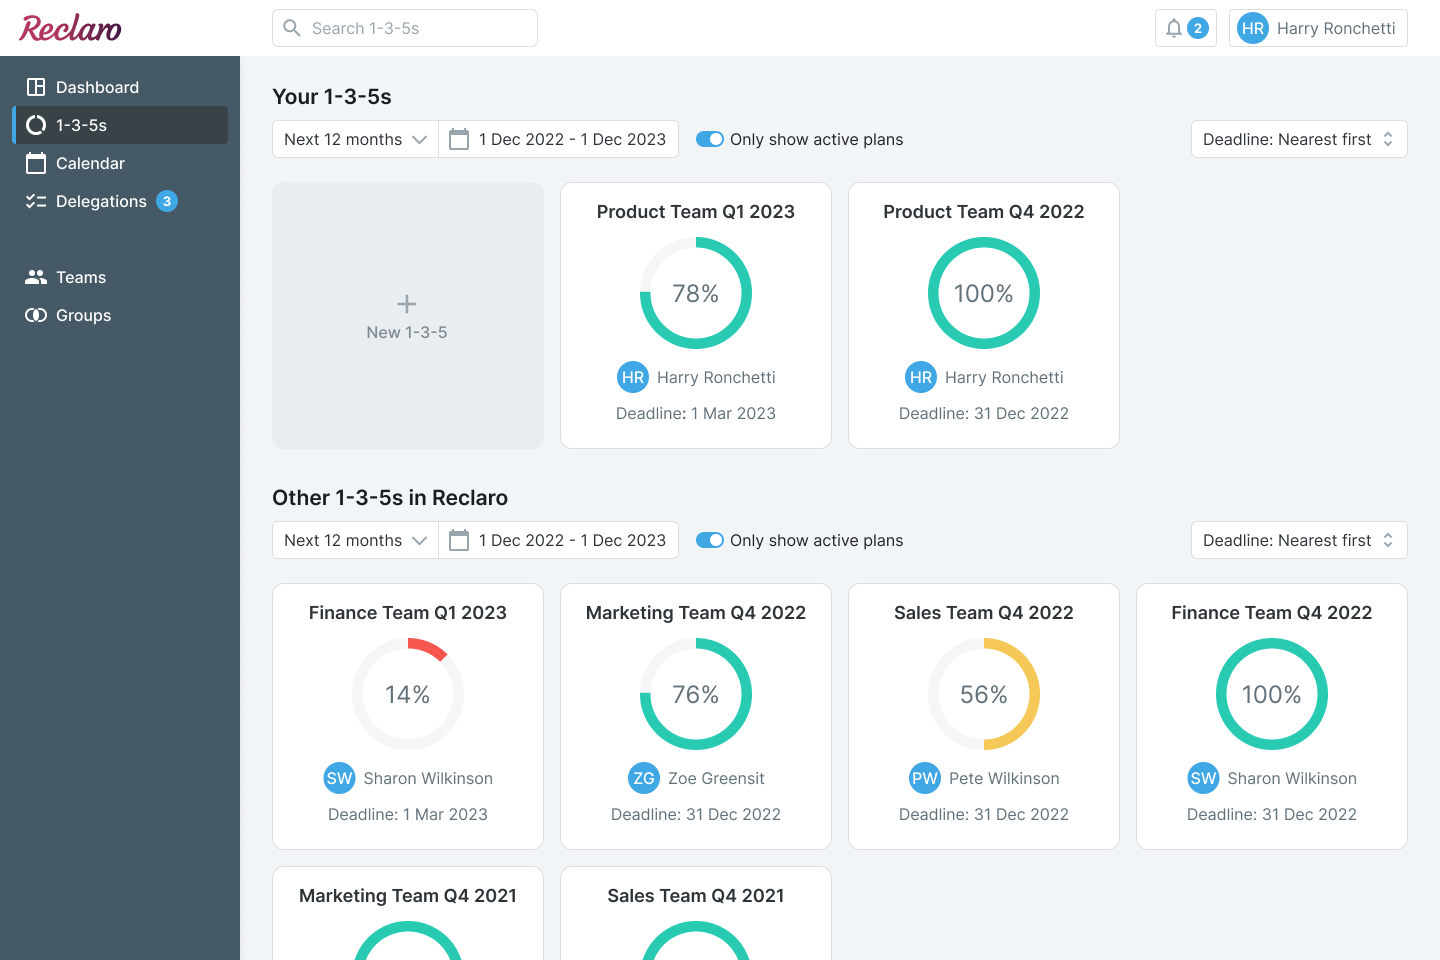 Reclaro
Search 1-3-5s
2
HR Harry Ronchetti
Dashboard
1-3-5s
Calendar
Delegations 3
Teams
Groups
Your 1-3-5s
Next 12 months
1 Dec 2022 - 1 Dec 2023
Only show active plans
Deadline: Nearest first
New 1-3-5
Product Team Q1 2023
78%
HR Harry Ronchetti
Deadline: 1 Mar 2023
Product Team Q4 2022
100%
HR Harry Ronchetti
Deadline: 31 Dec 2022
Other 1-3-5s in Reclaro
Next 12 months
1 Dec 2022 - 1 Dec 2023
Only show active plans
Deadline: Nearest first
Finance Team Q1 2023
14%
SW Sharon Wilkinson
Deadline: 1 Mar 2023
Marketing Team Q4 2022
76%
ZG Zoe Greensit
Deadline: 31 Dec 2022
Sales Team Q4 2022
56%
PW Pete Wilkinson
Deadline: 31 Dec 2022
Finance Team Q4 2022
100%
SW Sharon Wilkinson
Deadline: 31 Dec 2022
Marketing Team Q4 2021
Sales Team Q4 2021